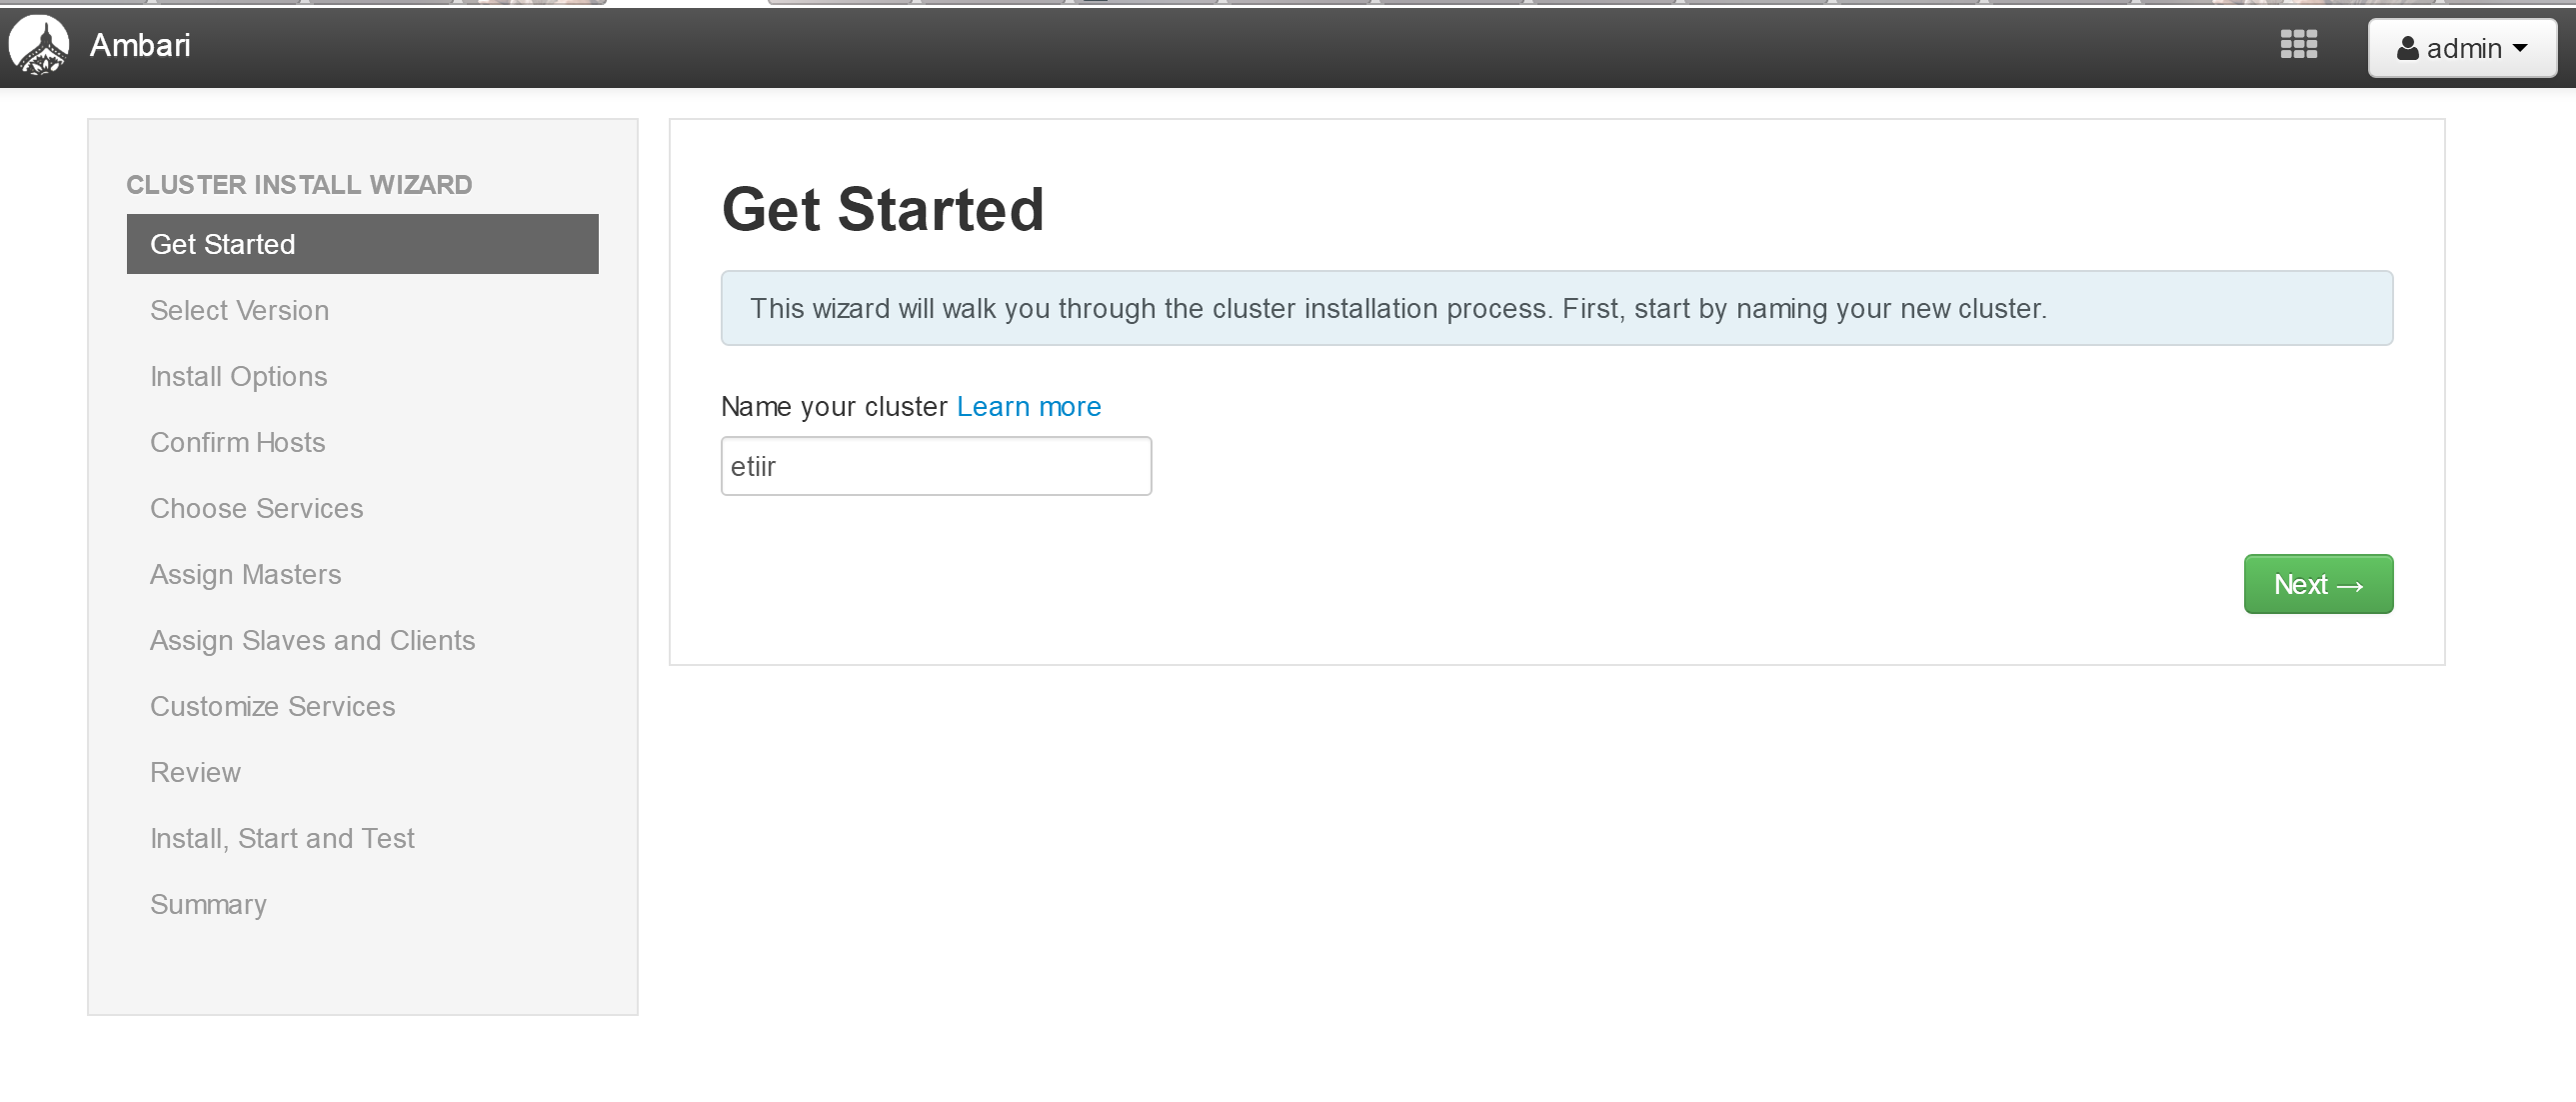 Ambari
admin
CLUSTER INSTALL WIZARD
Get Started
Select Version
Install Options
Confirm Hosts
Choose Services
Assign Masters
Assign Slaves and Clients
Customize Services
Review
Install, Start and Test
Summary
Get Started
This wizard will walk you through the cluster installation process. First, start by naming your new cluster.
Name your cluster Learn more
etiir
Next →